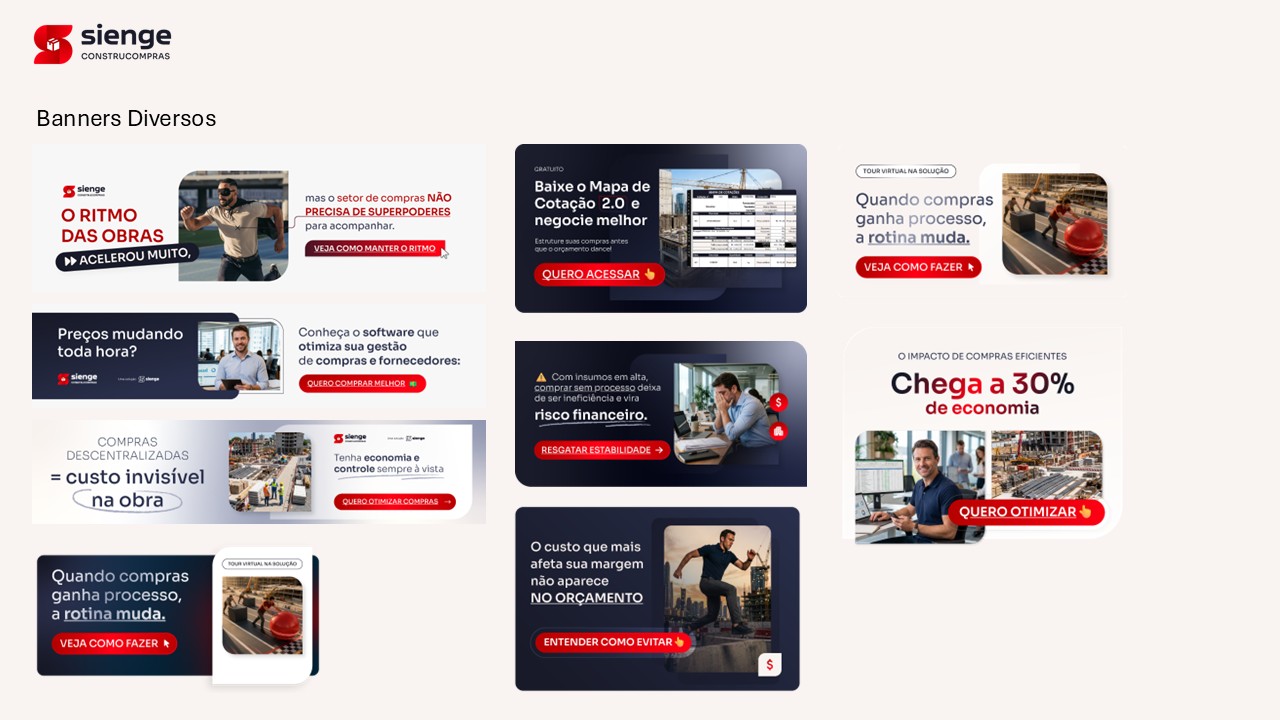 sienge
CONSTRUCOMPRAS
Banners Diversos
sienge
CONSTRUCOMPRAS
O RITMO
DAS OBRAS
ACELEROU MUITO,
mas o setor de compras NÃO
PRECISA DE SUPERPODERES
para acompanhar.
VEJA COMO MANTER O RITMO
Preços mudando
toda hora?
sienge
sienge
Conheça o software que
otimiza sua gestão
de compras e fornecedores:
QUERO COMPRAR MELHOR
COMPRAS
DESCENTRALIZADAS
= custo invisível
na obra
sienge
sienge
Tenha economia e
controle sempre à vista
QUERO OTIMIZAR COMPRAS →
Quando compras
ganha processo,
a rotina muda.
VEJA COMO FAZER
TOUR VIRTUAL NA SOLUÇÃO
GRATUITO
Baixe o Mapa de
Cotação 2.0 e
negocie melhor
Estruture suas compras antes
que o orçamento dance!
QUERO ACESSAR
MAPA DE COTAÇÕES
⚠️ Com insumos em alta,
comprar sem processo deixa
de ser ineficiência e vira
risco financeiro.
RESGATAR ESTABILIDADE →
$
O custo que mais
afeta sua margem
não aparece
NO ORÇAMENTO
ENTENDER COMO EVITAR
$
TOUR VIRTUAL NA SOLUÇÃO
Quando compras
ganha processo,
a rotina muda.
VEJA COMO FAZER
O IMPACTO DE COMPRAS EFICIENTES
Chega a 30%
de economia
QUERO OTIMIZAR